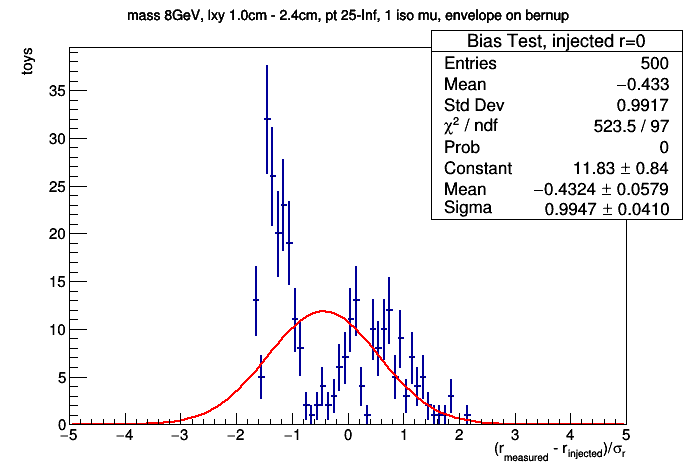 mass 8GeV, lxy 1.0cm - 2.4cm, pt 25-Inf, 1 iso mu, envelope on bernup
Bias Test, injected r=0
Entries 500
Mean −0.433
Std Dev 0.9917
χ² / ndf 523.5 / 97
Prob 0
Constant 11.83 ± 0.84
Mean −0.4324 ± 0.0579
Sigma 0.9947 ± 0.0410
toys
35
30
25
20
15
10
5
0
−5 −4 −3 −2 −1 0 1 2 3 4 5
(r_measured - r_injected)/σ_r